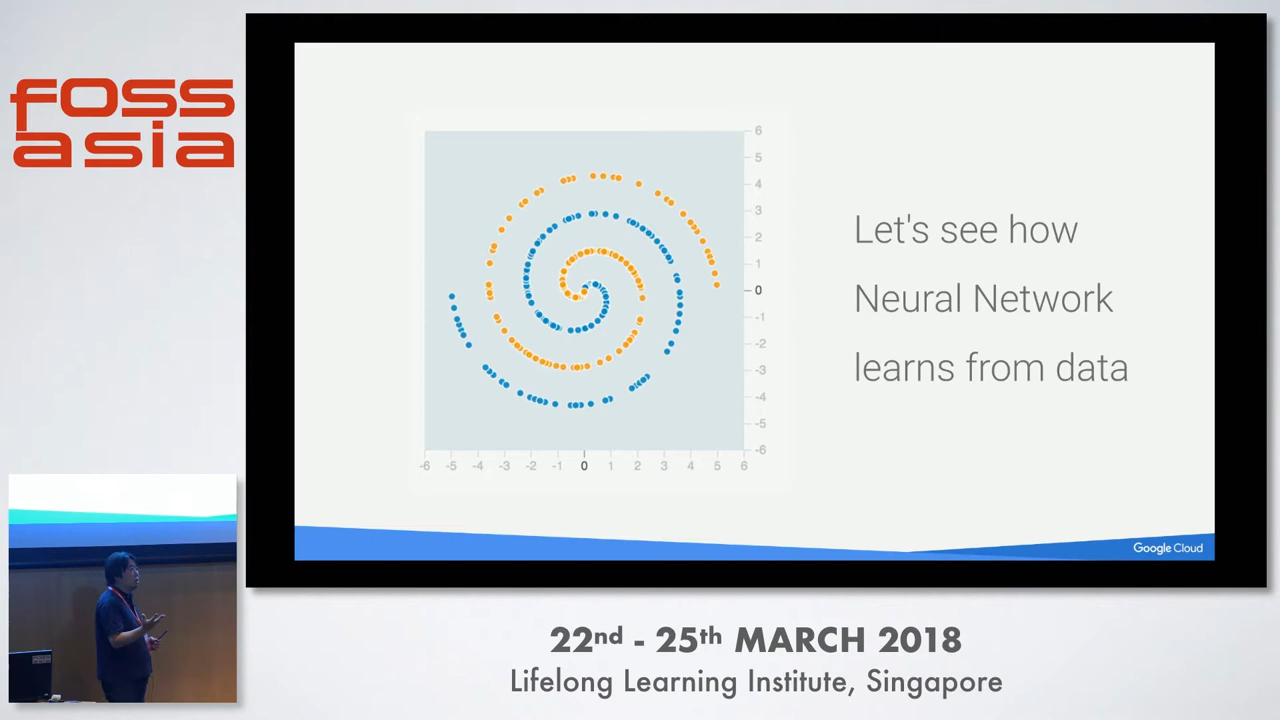 foss
asia
6
5
4
3
2
1
0
-1
-2
-3
-4
-5
-6
-6 -5 -4 -3 -2 -1 0 1 2 3 4 5 6
Let's see how
Neural Network
learns from data
Google Cloud
22nd - 25th MARCH 2018
Lifelong Learning Institute, Singapore